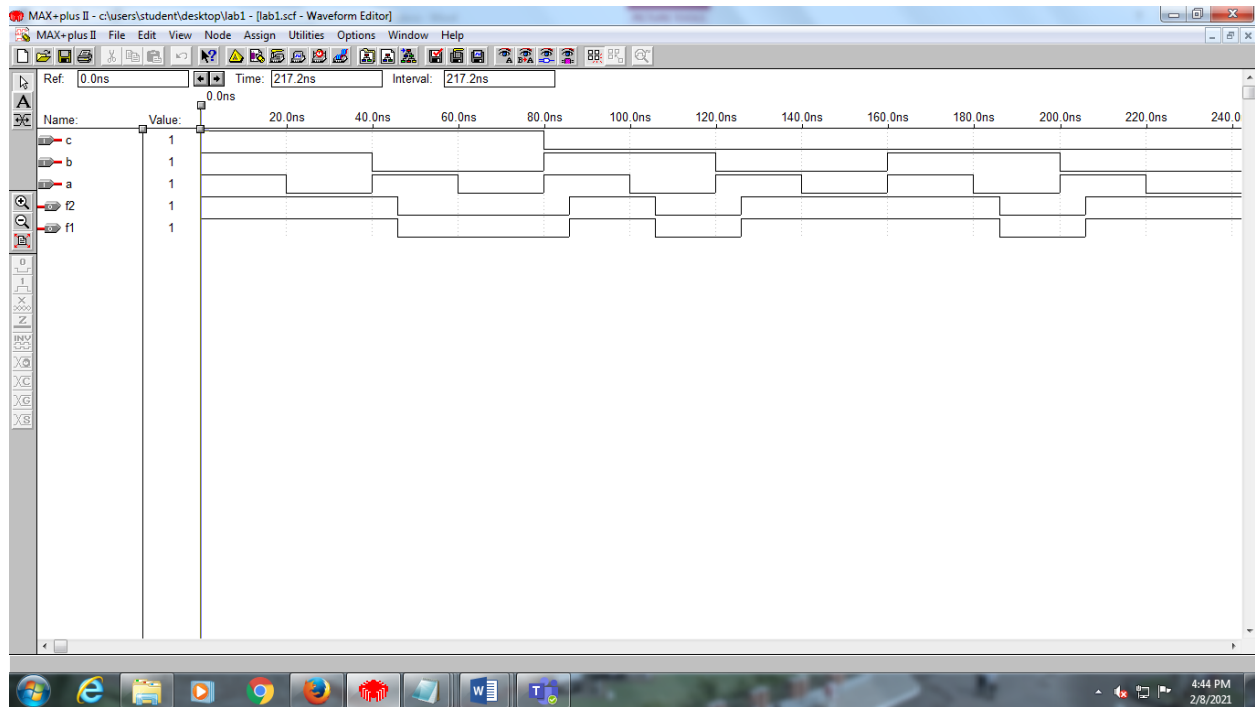 MAX+plus II - c:\users\student\desktop\lab1 - [lab1.scf - Waveform Editor]
MAX+plus II File Edit View Node Assign Utilities Options Window Help
Ref: 0.0ns Time: 217.2ns Interval: 217.2ns
0.0ns
Name: Value: 20.0ns 40.0ns 60.0ns 80.0ns 100.0ns 120.0ns 140.0ns 160.0ns 180.0ns 200.0ns 220.0ns 240.0
c 1
b 1
a 1
f2 1
f1 1
4:44 PM
2/8/2021